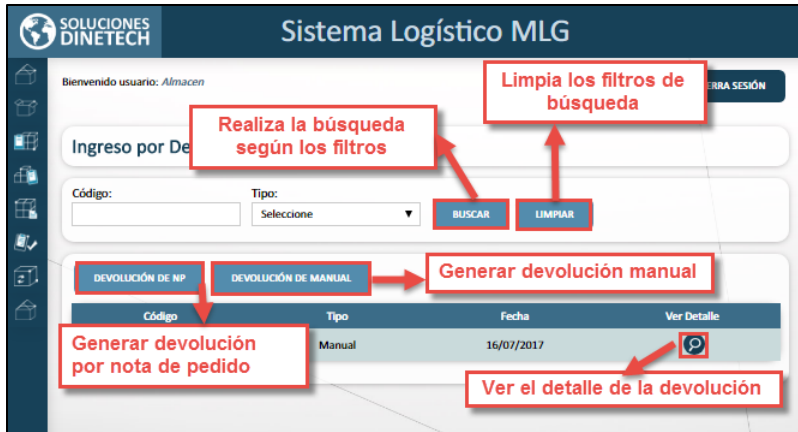 SOLUCIONES
DINETECH
Sistema Logístico MLG
Bienvenido usuario: Almacen
Limpia los filtros de
búsqueda
ERRA SESIÓN
Realiza la búsqueda
según los filtros
Ingreso por De
Código:
Tipo:
Seleccione
BUSCAR
LIMPIAR
DEVOLUCIÓN DE NP
DEVOLUCIÓN DE MANUAL
Generar devolución manual
Código
Tipo
Fecha
Ver Detalle
Generar devolución
por nota de pedido
Manual
16/07/2017
Ver el detalle de la devolución